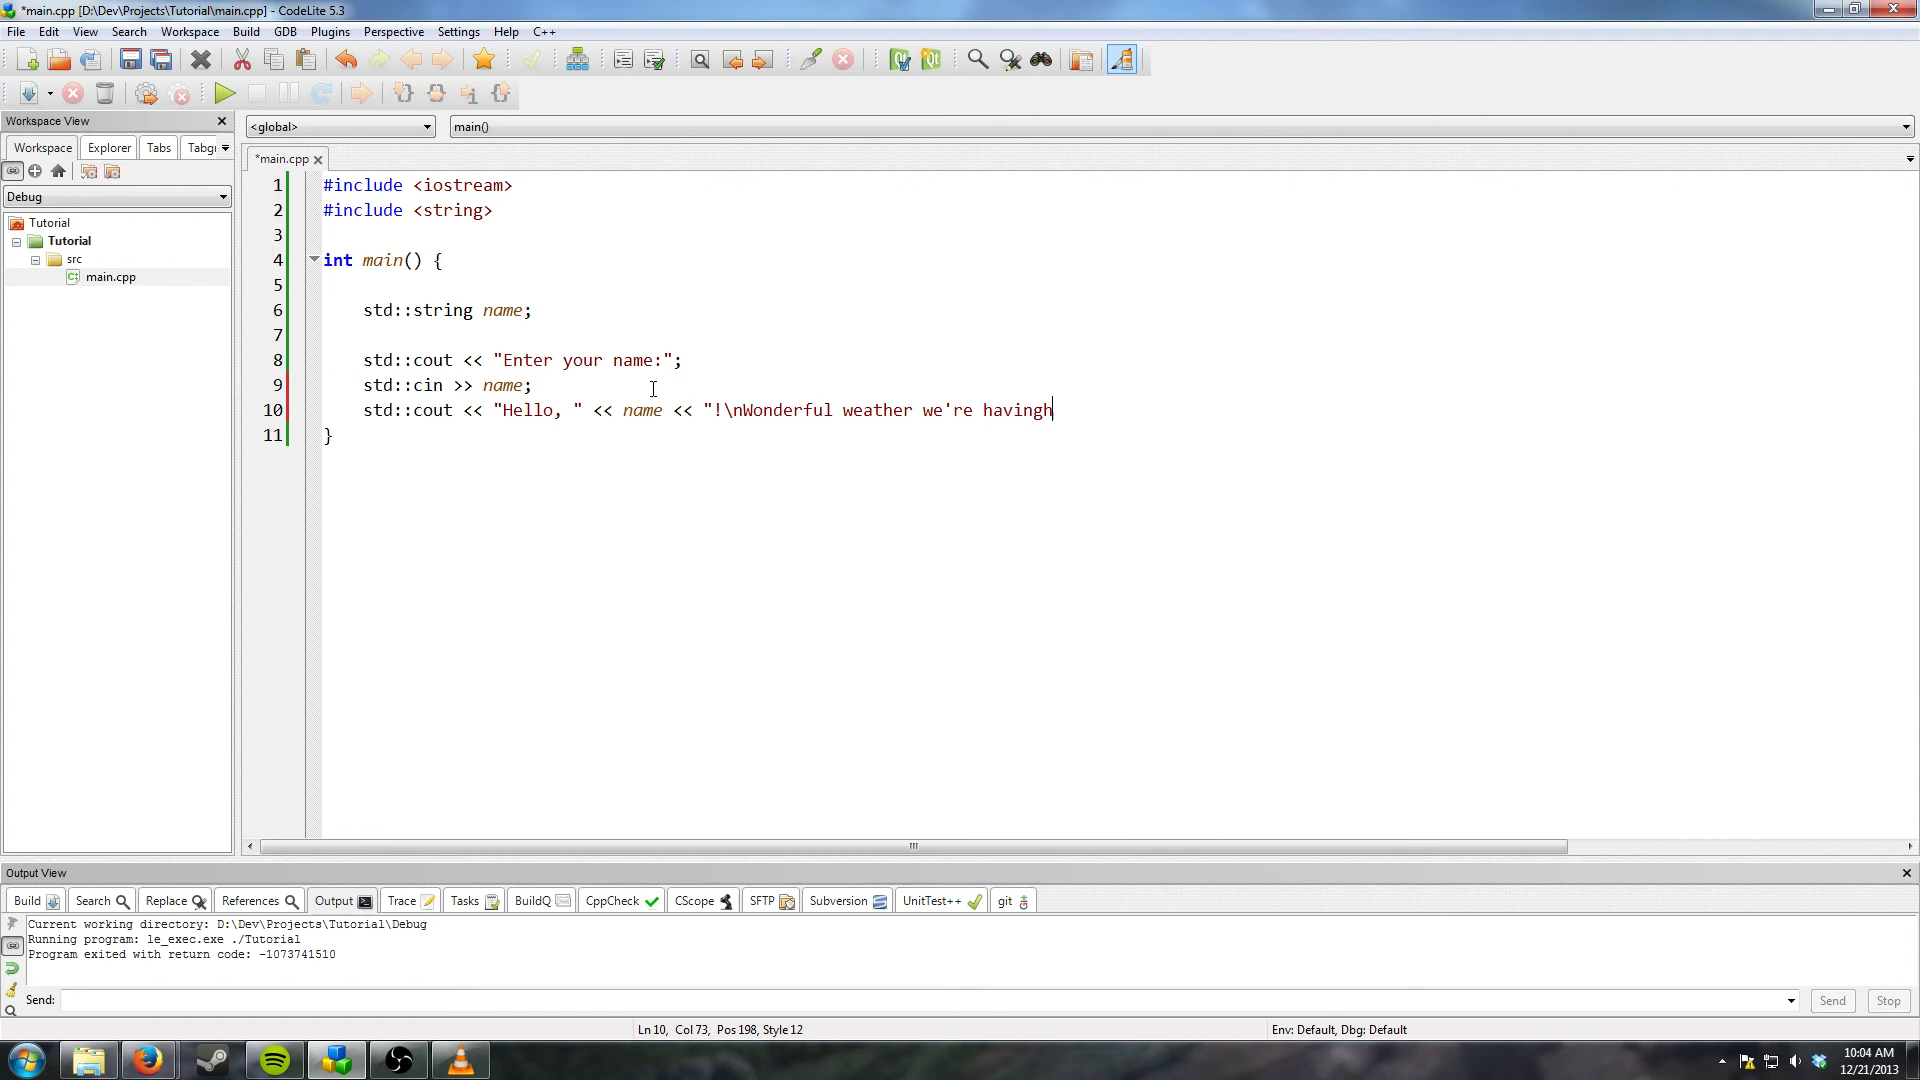 *main.cpp [D:\Dev\Projects\Tutorial\main.cpp] - CodeLite 5.3
File Edit View Search Workspace Build GDB Plugins Perspective Settings Help C++
Workspace View
<global> main()
Workspace Explorer Tabs Tabgr
*main.cpp
Debug
Tutorial
Tutorial
src
main.cpp
1 #include <iostream>
2 #include <string>
3
4 int main() {
5
6 std::string name;
7
8 std::cout << "Enter your name:";
9 std::cin >> name;
10 std::cout << "Hello, " << name << "!\nWonderful weather we're havingh
11 }
Output View
Build Search Replace References Output Trace Tasks BuildQ CppCheck CScope SFTP Subversion UnitTest++ git
Current working directory: D:\Dev\Projects\Tutorial\Debug
Running program: le_exec.exe ./Tutorial
Program exited with return code: -1073741510
Send: Send Stop
Ln 10, Col 73, Pos 198, Style 12 Env: Default, Dbg: Default
10:04 AM
12/21/2013